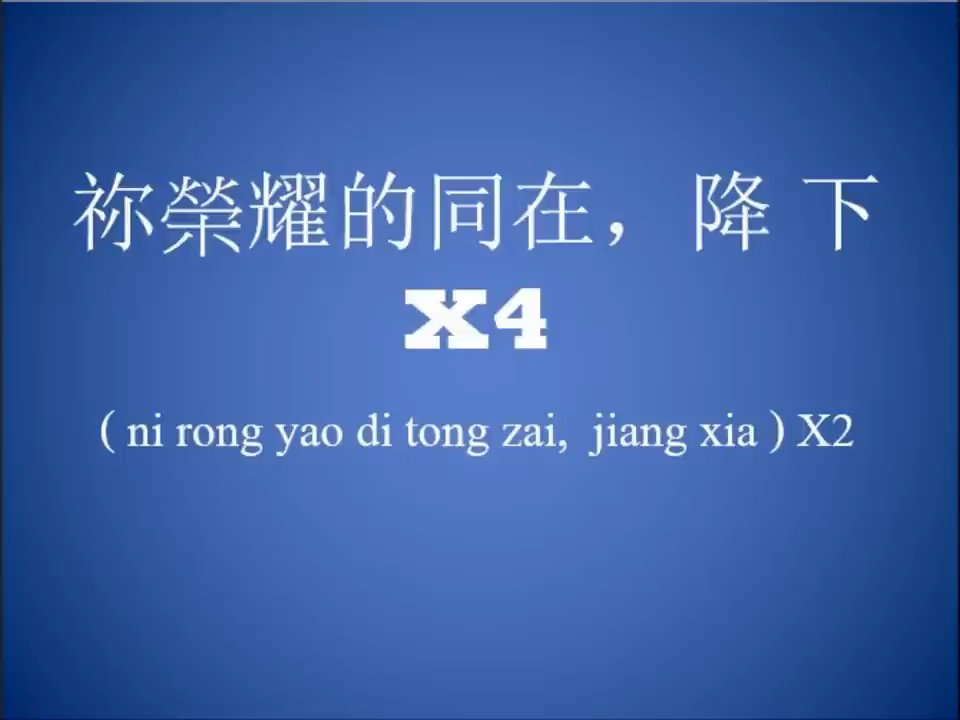 祢榮耀的同在，降 下
X4
( ni rong yao di tong zai,  jiang xia ) X2